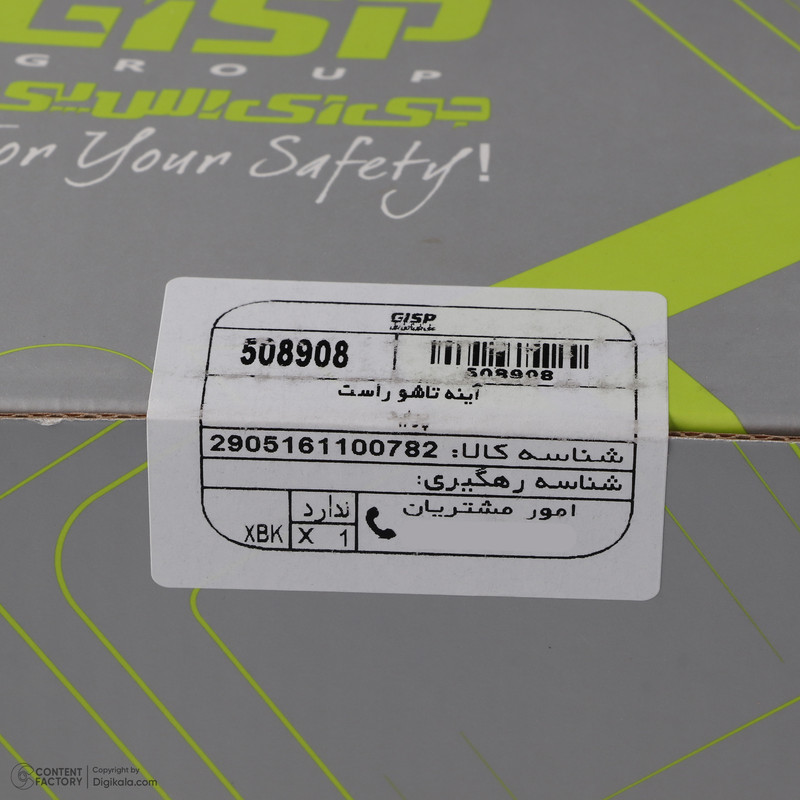 GISP
GROUP
جی آی اس پی
For Your Safety!
GISP
508908
508908
آینه تاشو راست
شناسه کالا: 2905161100782
شناسه رهگیری:
امور مشتریان
ندارد
XBK
X 1
CONTENT FACTORY
Copyright by
Digikala.com